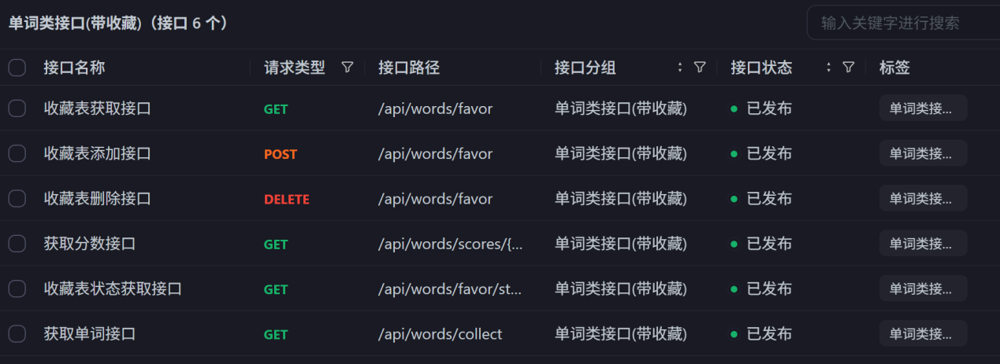 单词类接口(带收藏)（接口 6 个）
输入关键字进行搜索
接口名称 请求类型 接口路径 接口分组 接口状态 标签
收藏表获取接口 GET /api/words/favor 单词类接口(带收藏) 已发布 单词类接...
收藏表添加接口 POST /api/words/favor 单词类接口(带收藏) 已发布 单词类接...
收藏表删除接口 DELETE /api/words/favor 单词类接口(带收藏) 已发布 单词类接...
获取分数接口 GET /api/words/scores/{... 单词类接口(带收藏) 已发布 单词类接...
收藏表状态获取接口 GET /api/words/favor/st... 单词类接口(带收藏) 已发布 单词类接...
获取单词接口 GET /api/words/collect 单词类接口(带收藏) 已发布 单词类接...